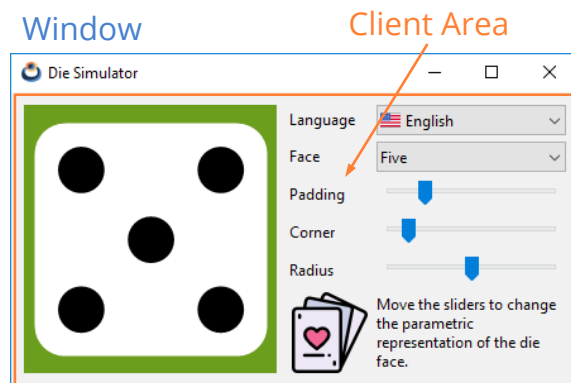 Window
Client Area
Die Simulator
Language
English
Face
Five
Padding
Corner
Radius
Move the sliders to change
the parametric
representation of the die
face.